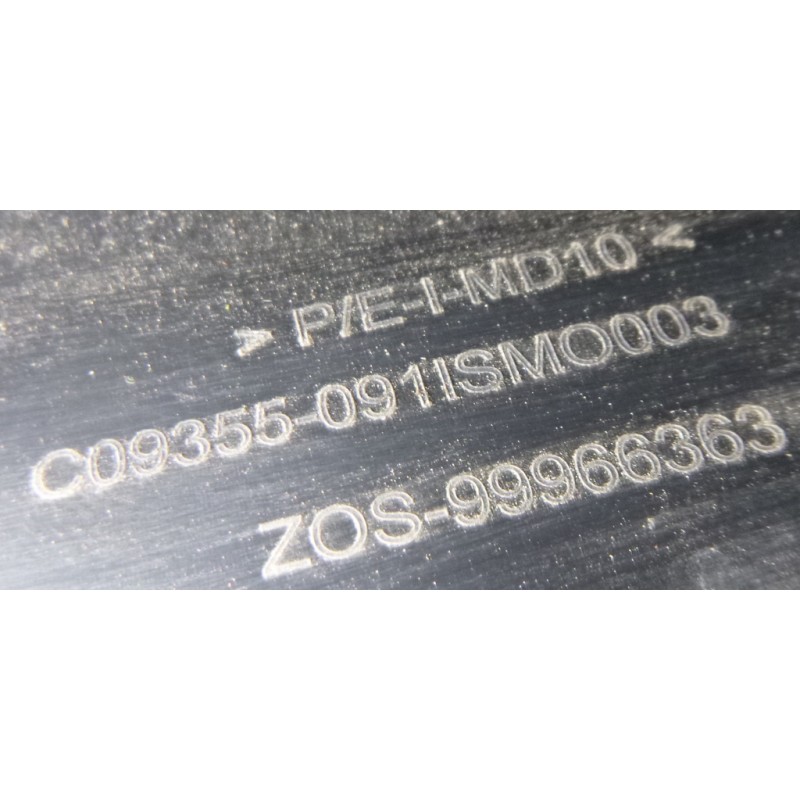 > P/E-I-MD10 <
C09355-091ISMO003
ZOS-99966363